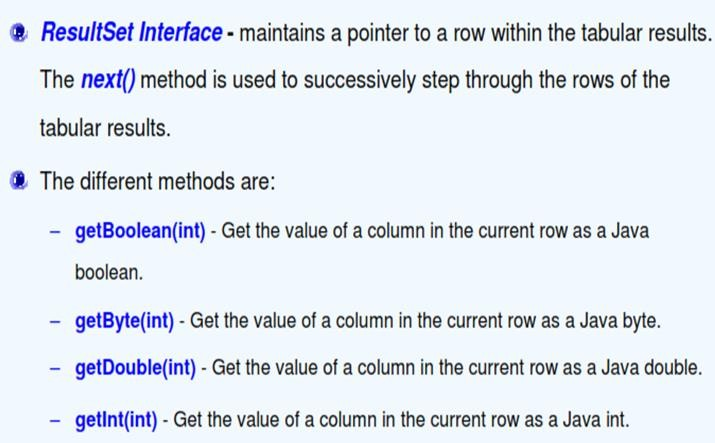 ResultSet Interface - maintains a pointer to a row within the tabular results.
The next() method is used to successively step through the rows of the
tabular results.
The different methods are:
– getBoolean(int) - Get the value of a column in the current row as a Java
boolean.
– getByte(int) - Get the value of a column in the current row as a Java byte.
– getDouble(int) - Get the value of a column in the current row as a Java double.
– getInt(int) - Get the value of a column in the current row as a Java int.